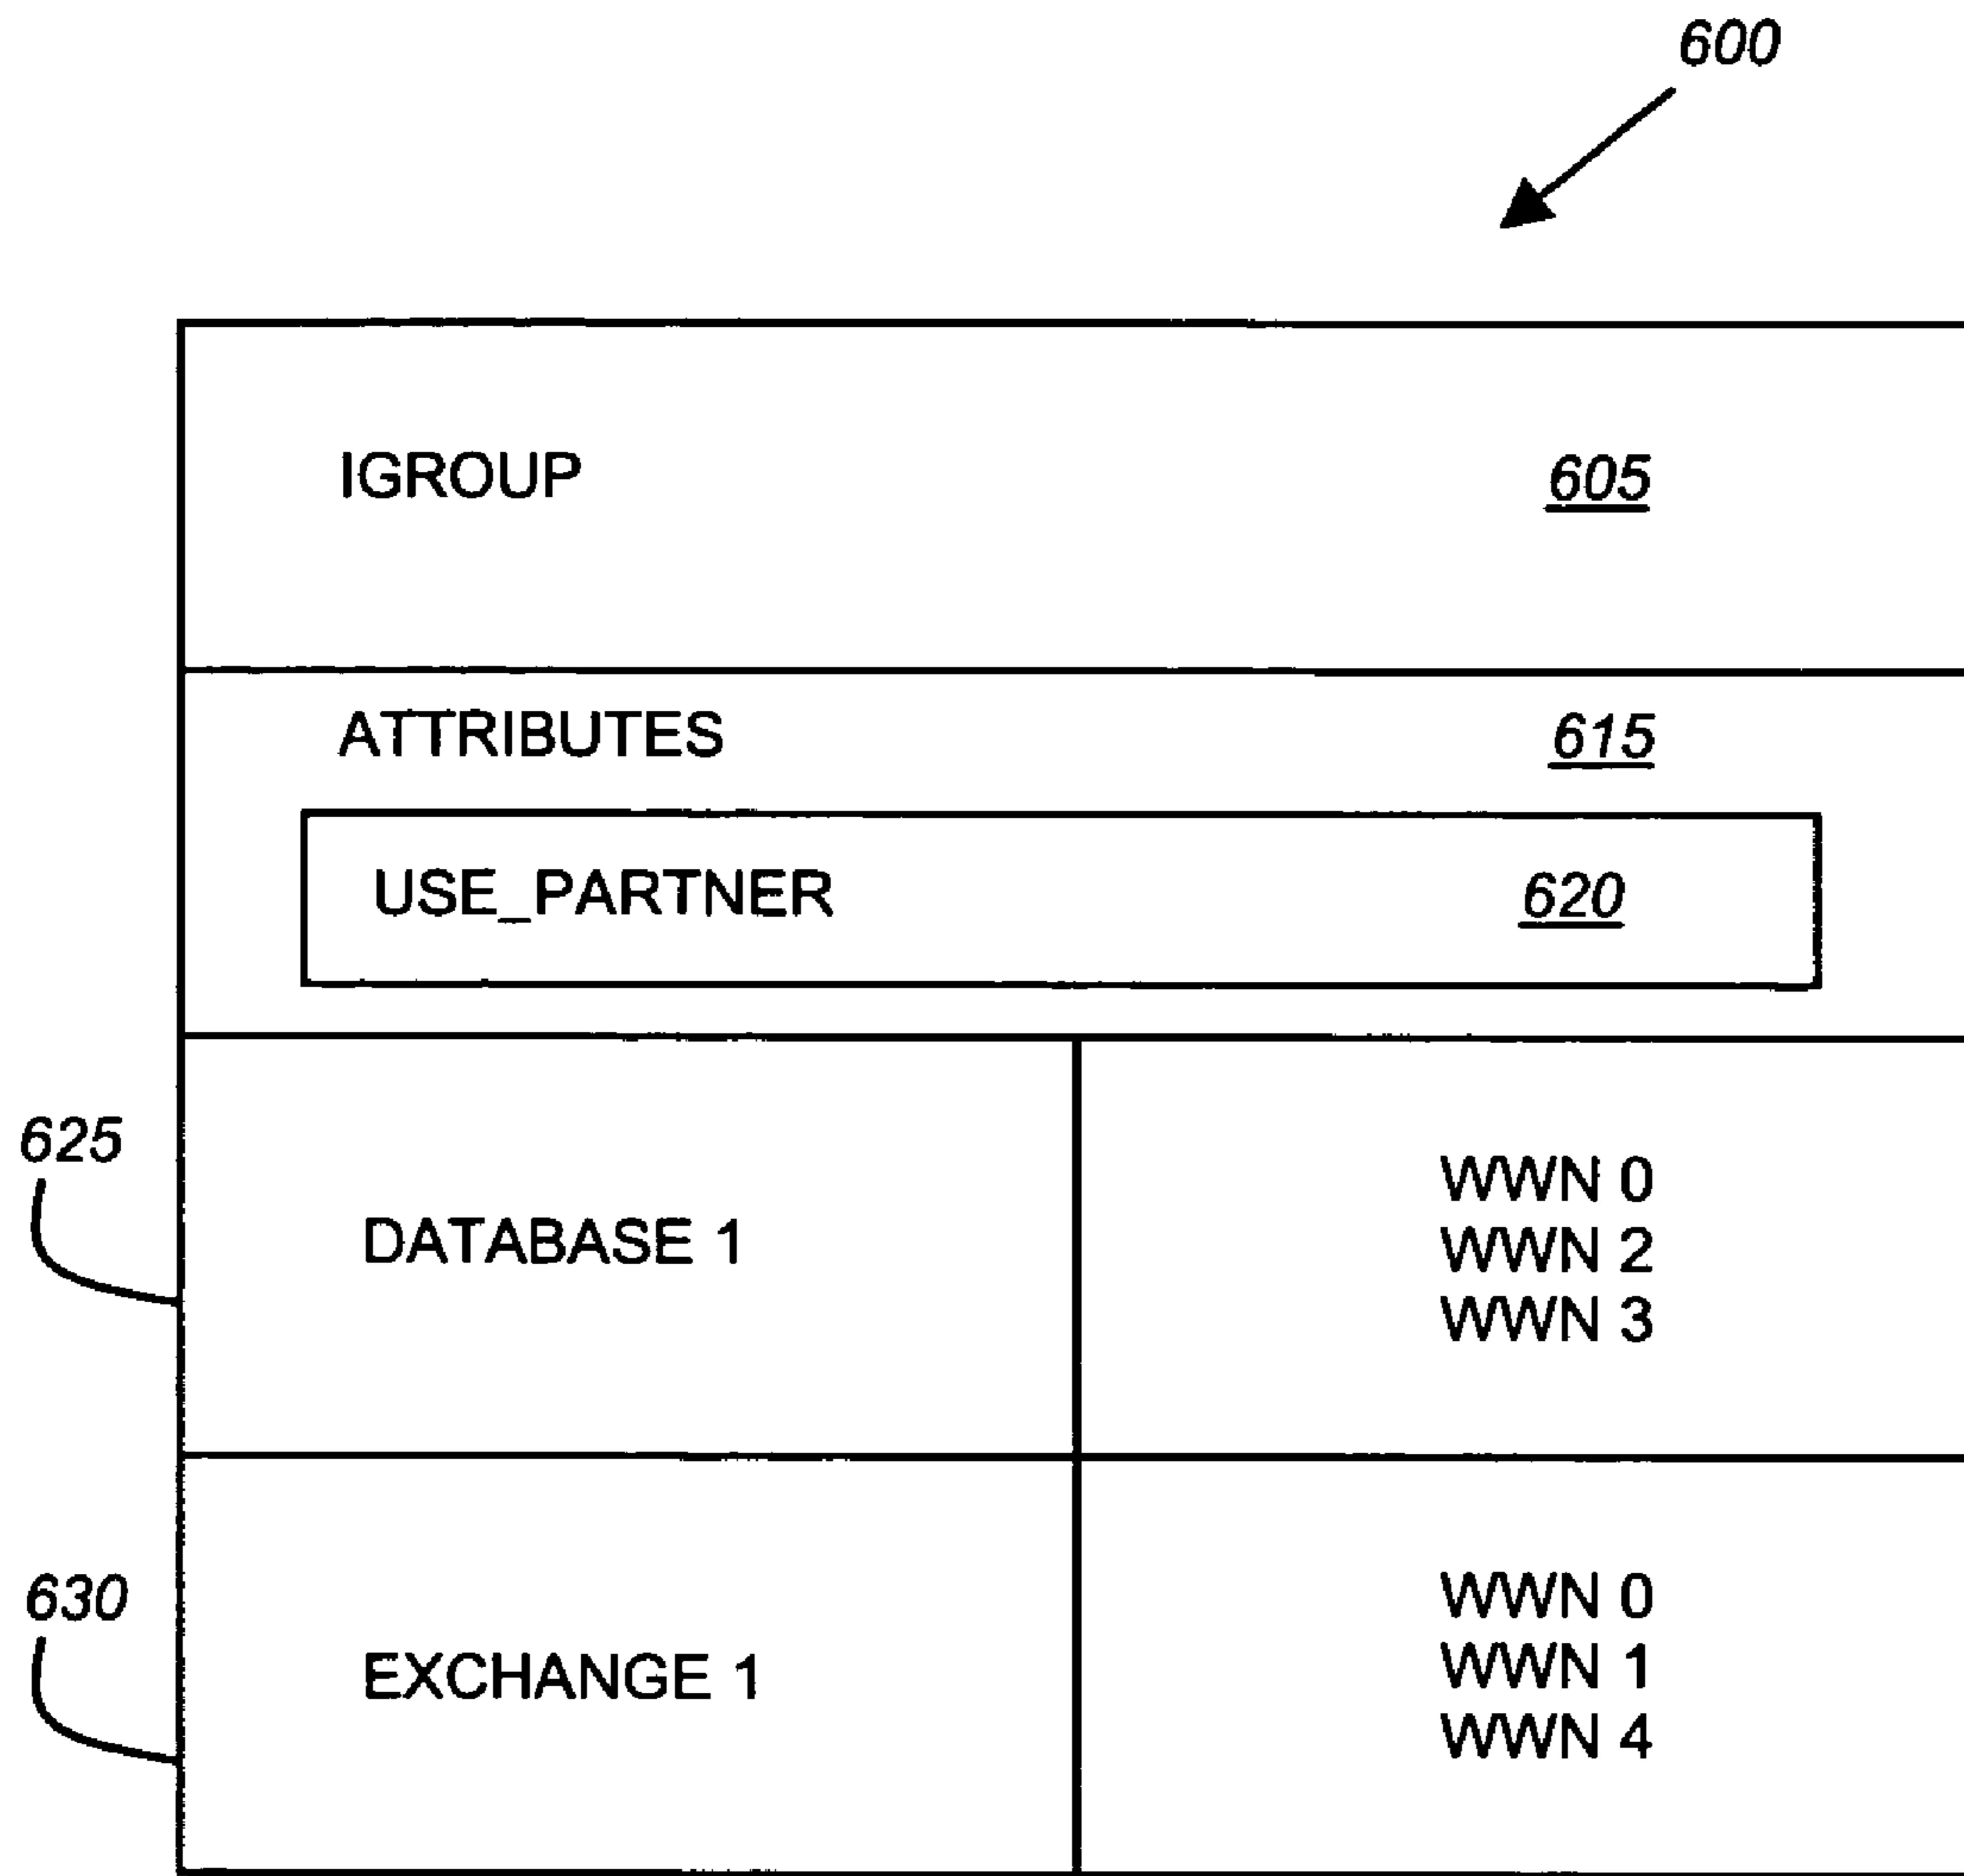 600
IGROUP 605
ATTRIBUTES 615
USE_PARTNER 620
625
DATABASE 1
WWN 0
WWN 2
WWN 3
630
EXCHANGE 1
WWN 0
WWN 1
WWN 4